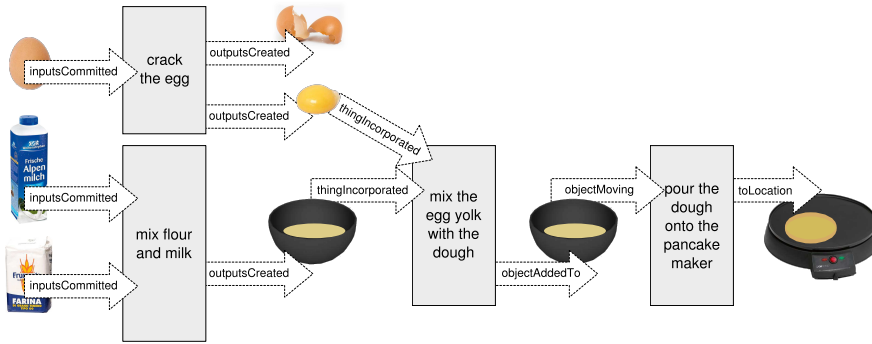 crack
the egg
inputsCommitted
outputsCreated
outputsCreated
thingIncorporated
Frische
Alpen
milch
inputsCommitted
mix flour
and milk
thingIncorporated
mix the
egg yolk
with the
dough
objectMoving
pour the
dough
onto the
pancake
maker
toLocation
inputsCommitted
FARINA
outputsCreated
objectAddedTo